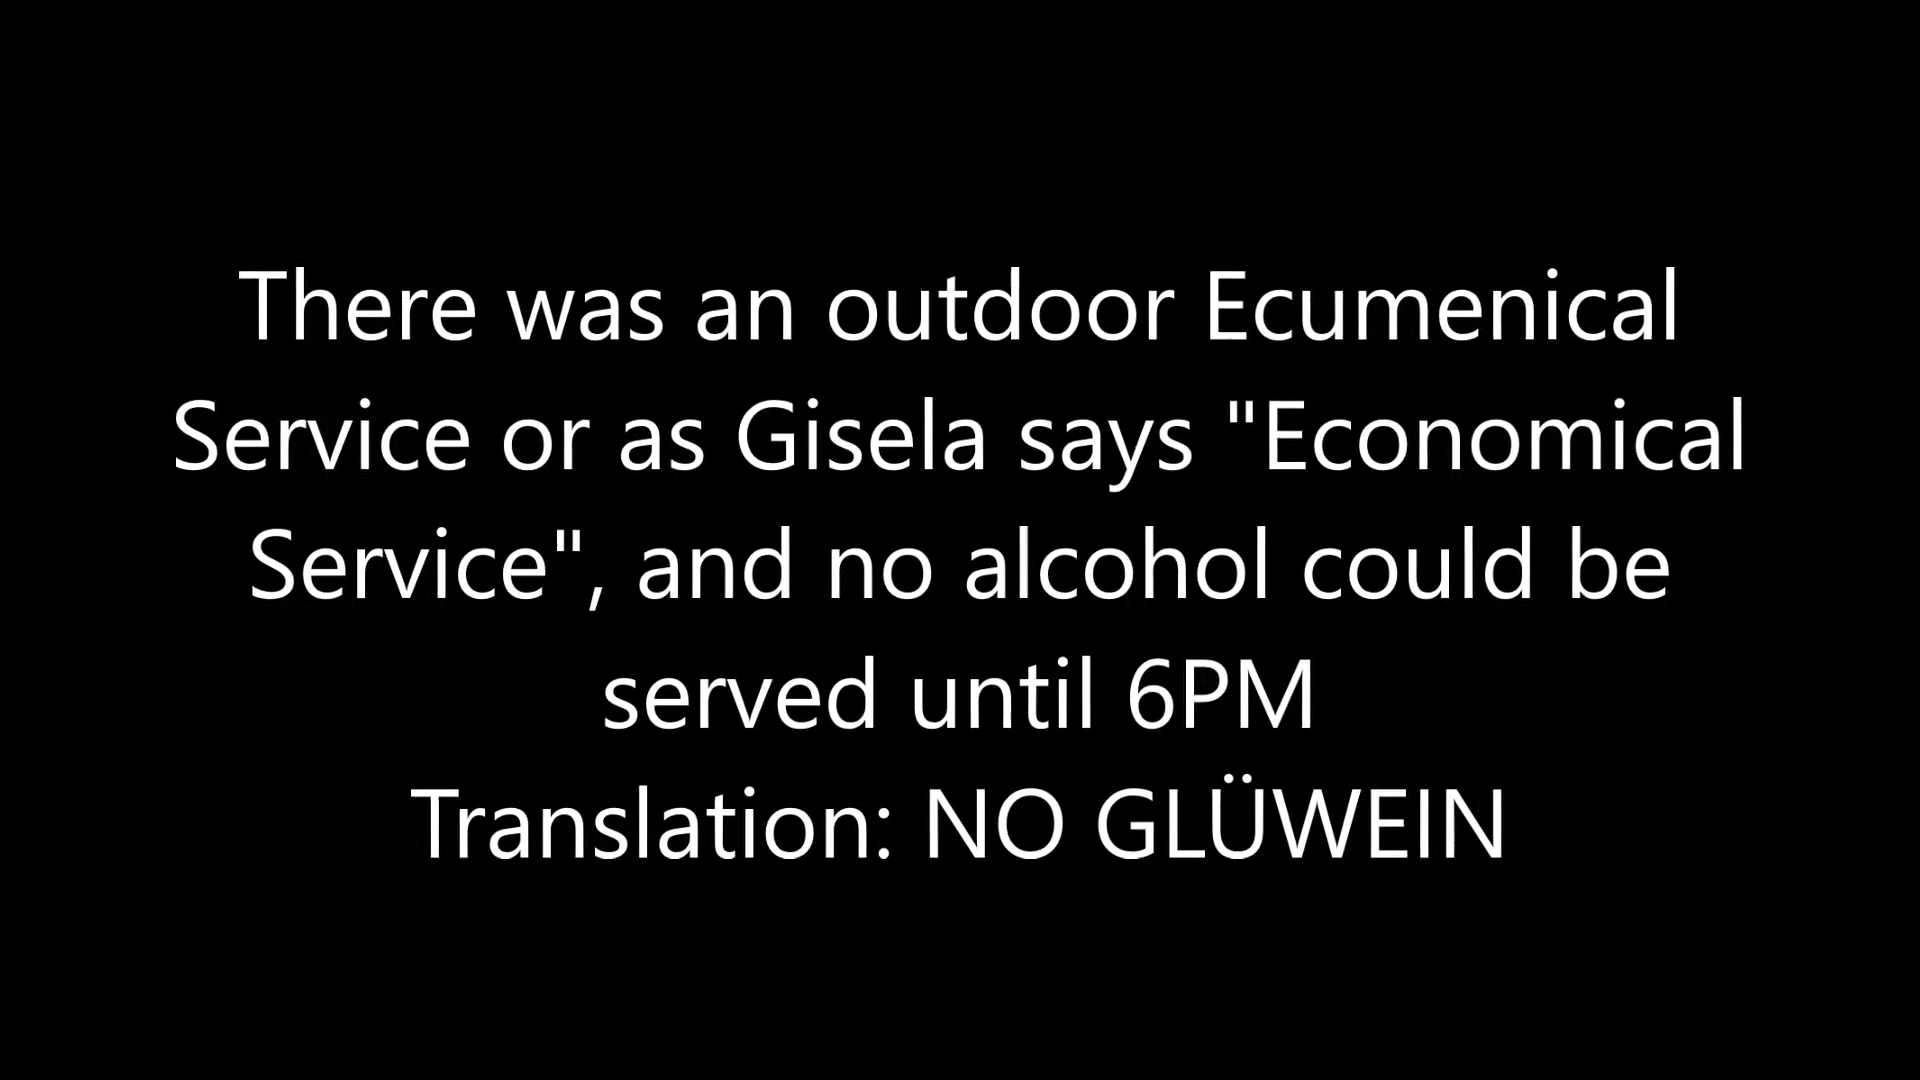 There was an outdoor Ecumenical
Service or as Gisela says "Economical
Service", and no alcohol could be
served until 6PM
Translation: NO GLÜWEIN